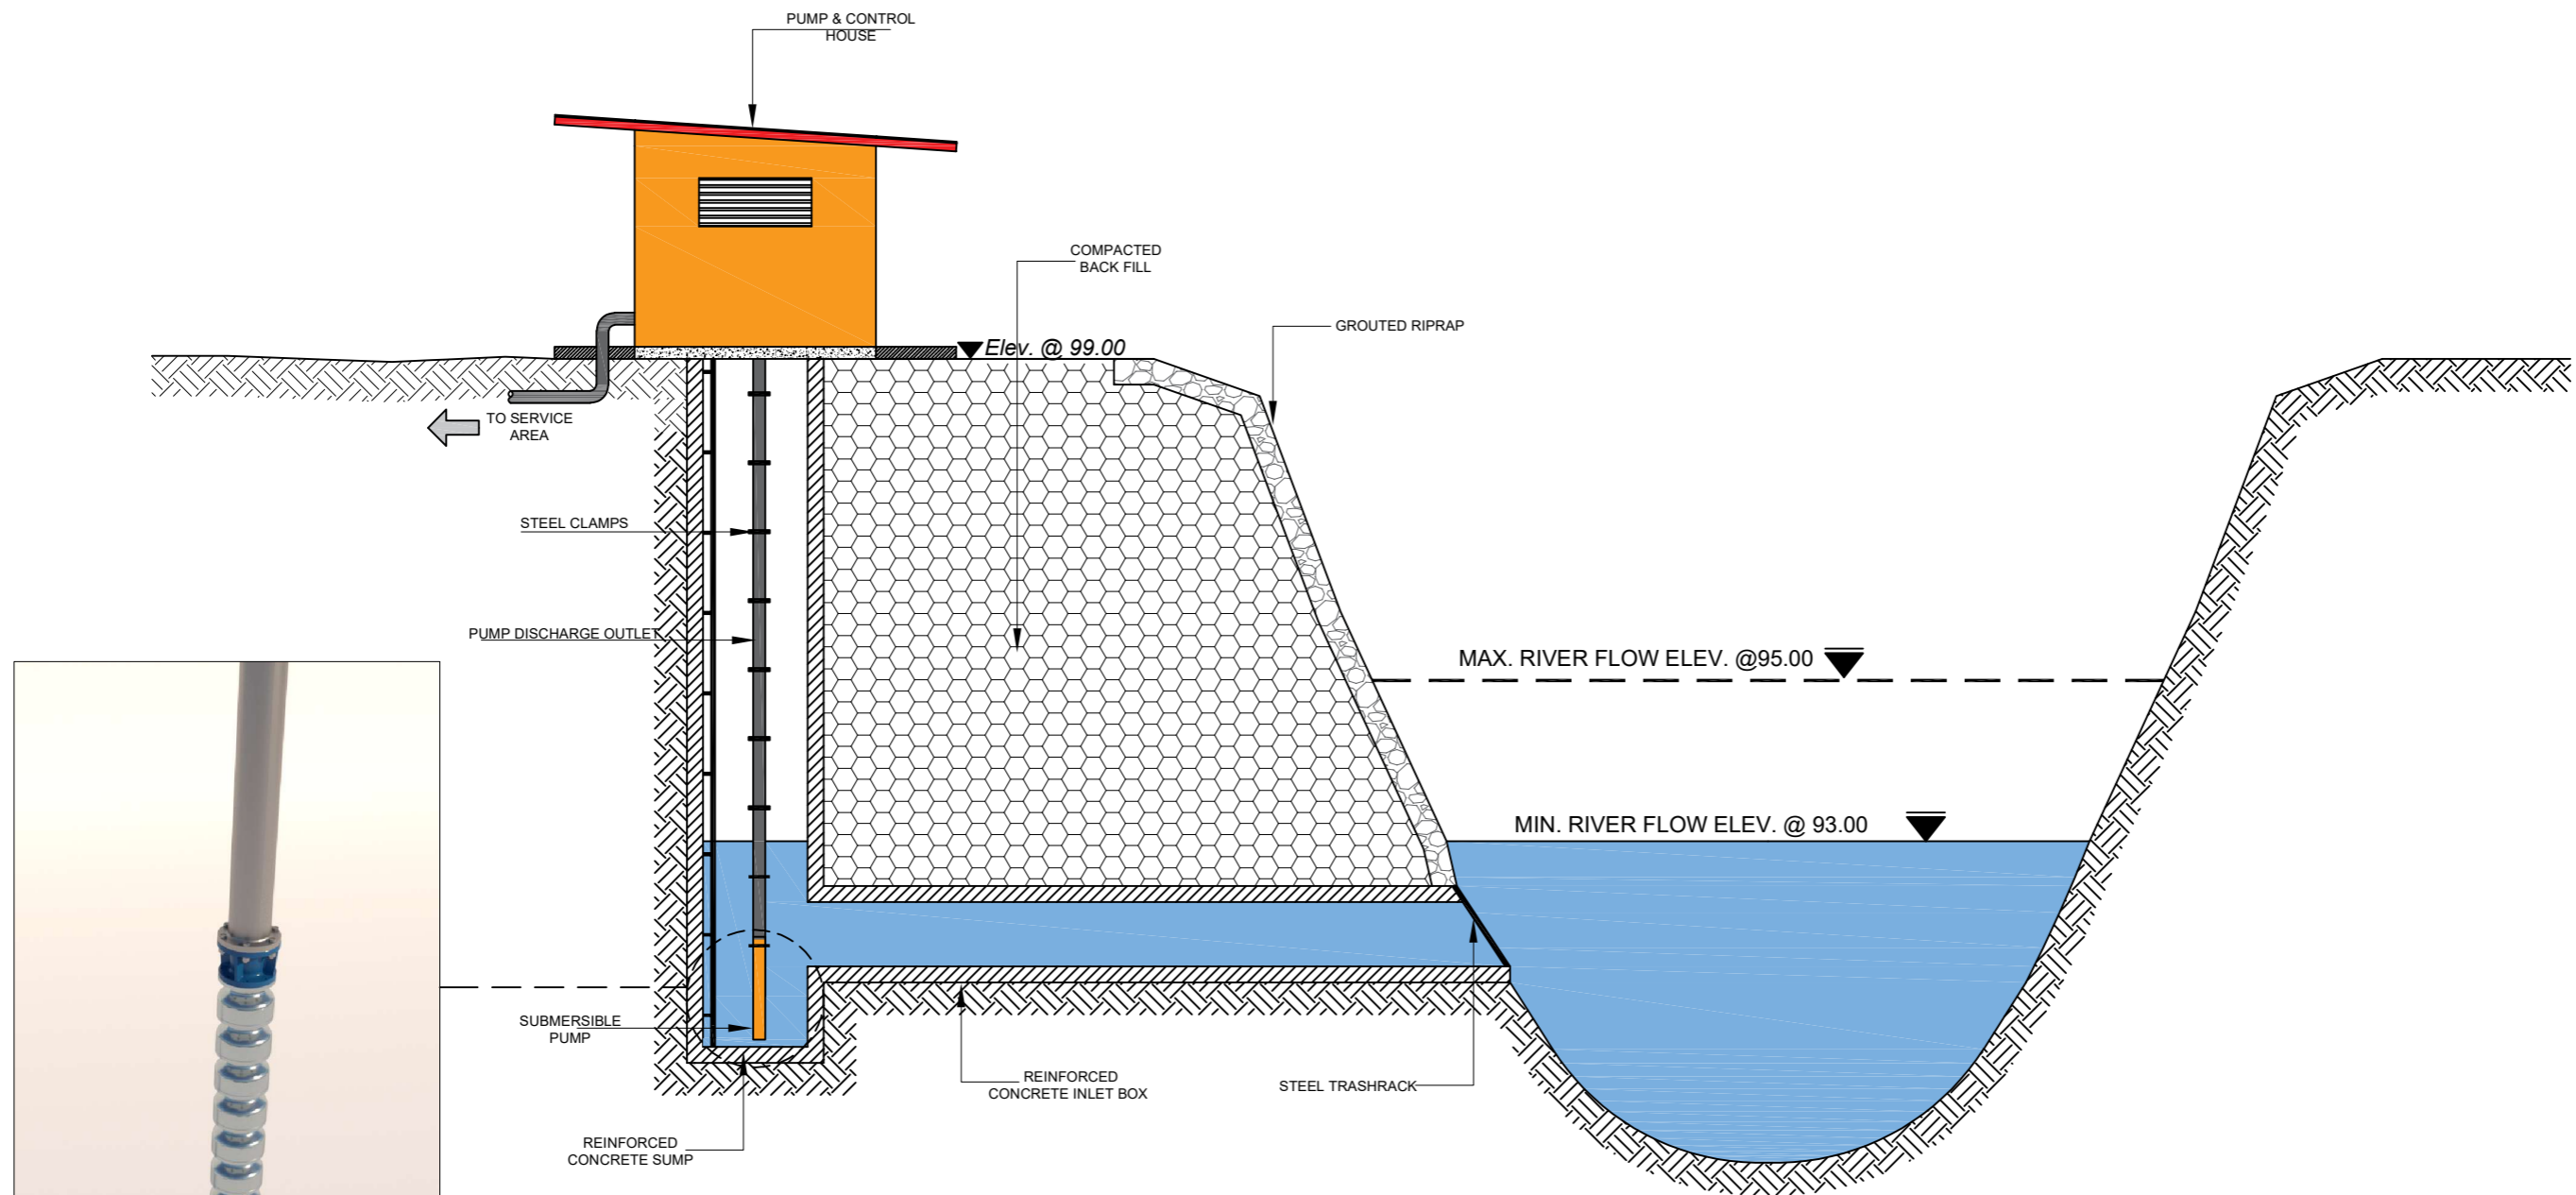 PUMP & CONTROL
HOUSE
COMPACTED
BACK FILL
GROUTED RIPRAP
Elev. @ 99.00
TO SERVICE
AREA
STEEL CLAMPS
PUMP DISCHARGE OUTLET
MAX. RIVER FLOW ELEV. @95.00
MIN. RIVER FLOW ELEV. @ 93.00
SUBMERSIBLE
PUMP
REINFORCED
CONCRETE INLET BOX
STEEL TRASHRACK
REINFORCED
CONCRETE SUMP